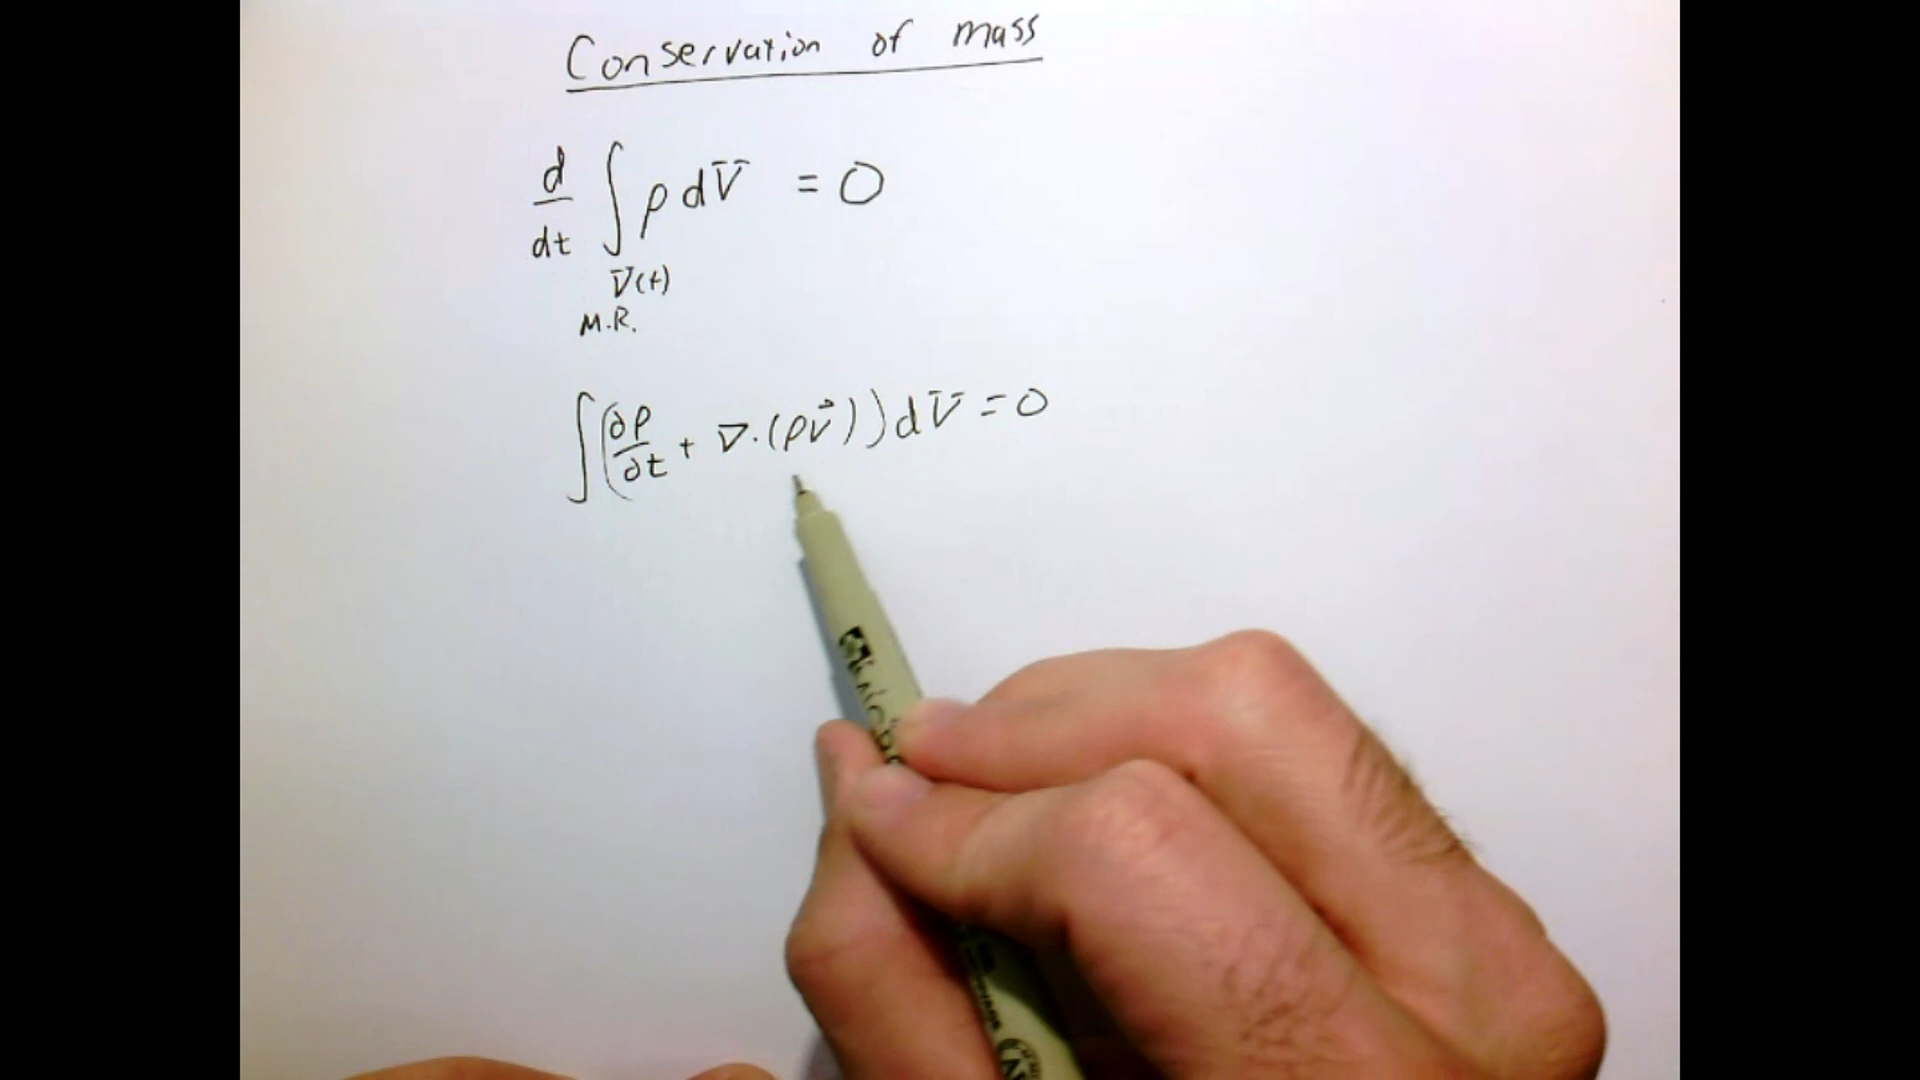 Conservation of mass
d/dt ∫ ρ dV̄ = 0
V̄(t)
M.R.
∫(∂ρ/∂t + ∇·(ρv⃗))dV̄ = 0